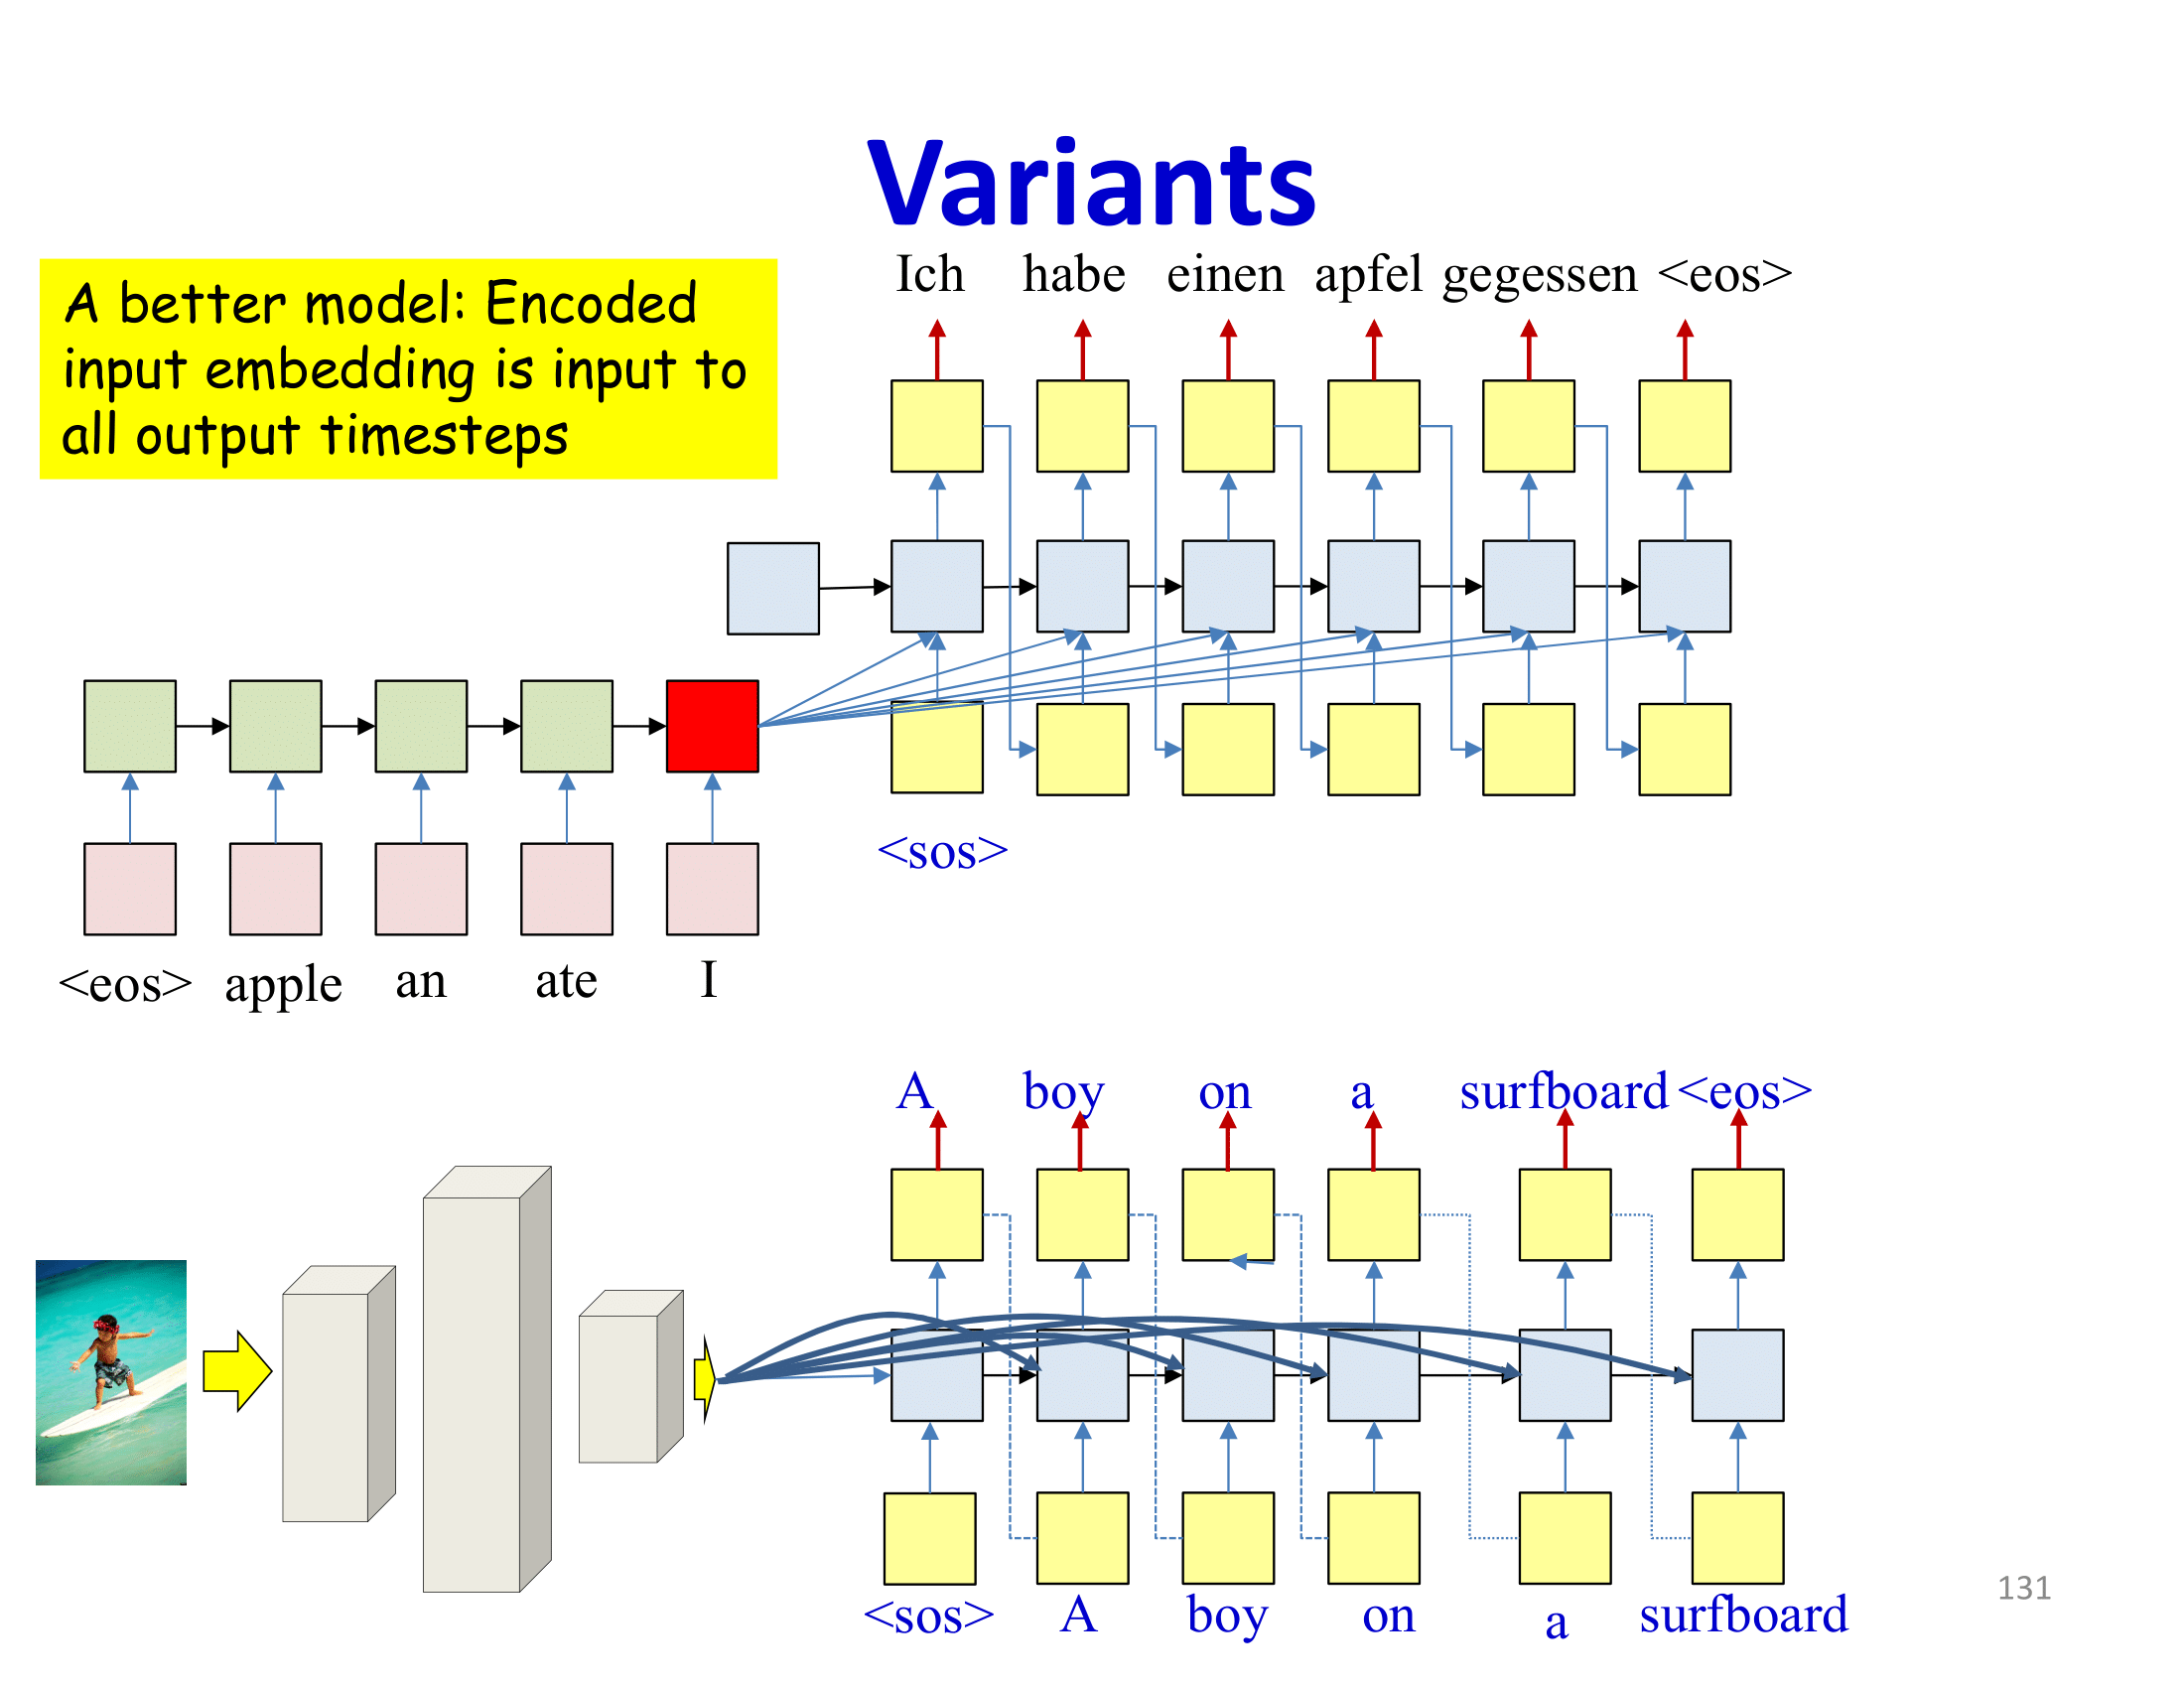 Variants
A better model: Encoded
input embedding is input to
all output timesteps
Ich habe einen apfel gegessen <eos>
<sos>
<eos> apple an ate I
A boy on a surfboard <eos>
<sos> A boy on a surfboard
131